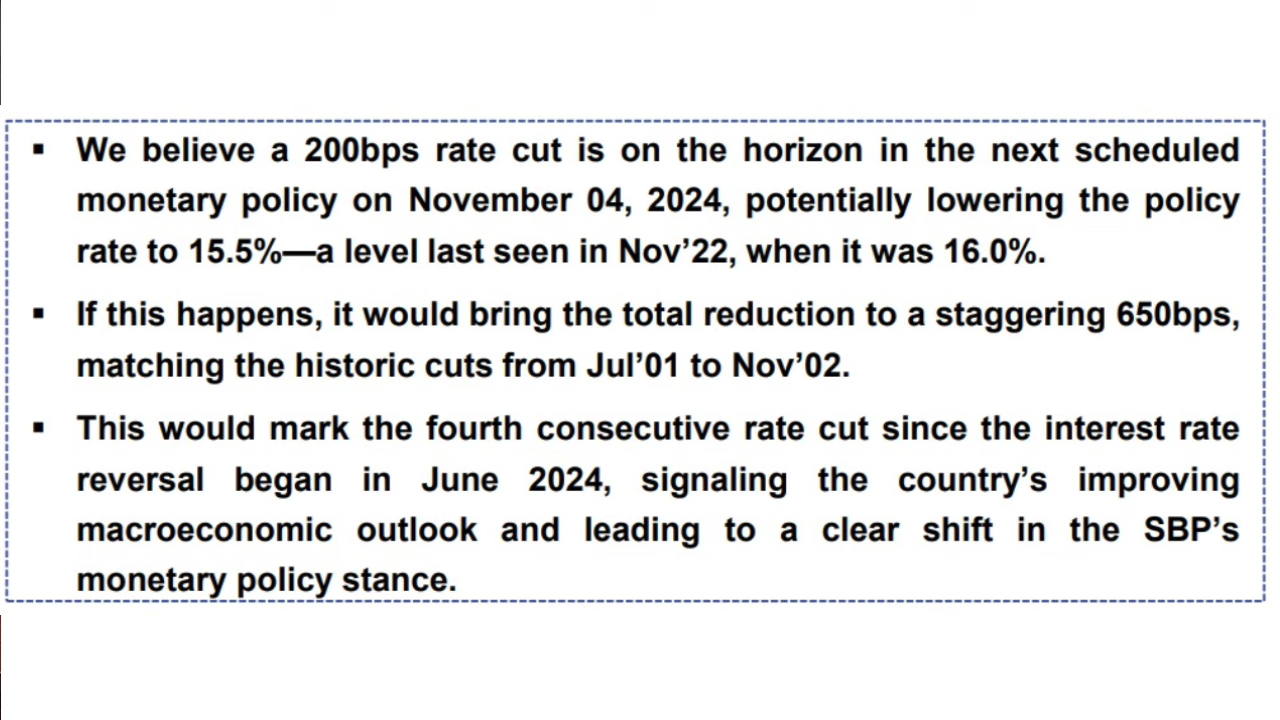 ▪ We believe a 200bps rate cut is on the horizon in the next scheduled
monetary policy on November 04, 2024, potentially lowering the policy
rate to 15.5%—a level last seen in Nov’22, when it was 16.0%.
▪ If this happens, it would bring the total reduction to a staggering 650bps,
matching the historic cuts from Jul’01 to Nov’02.
▪ This would mark the fourth consecutive rate cut since the interest rate
reversal began in June 2024, signaling the country’s improving
macroeconomic outlook and leading to a clear shift in the SBP’s
monetary policy stance.